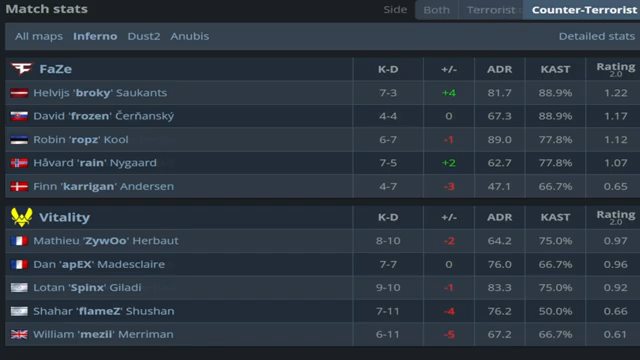 Match stats Side Both Terrorist Counter-Terrorist
All maps Inferno Dust2 Anubis Detailed stats
FaZe K-D +/- ADR KAST Rating 2.0
Helvijs 'broky' Saukants 7-3 +4 81.7 88.9% 1.22
David 'frozen' Čerňanský 4-4 0 67.3 88.9% 1.17
Robin 'ropz' Kool 6-7 -1 89.0 77.8% 1.12
Håvard 'rain' Nygaard 7-5 +2 62.7 77.8% 1.07
Finn 'karrigan' Andersen 4-7 -3 47.1 66.7% 0.65
Vitality K-D +/- ADR KAST Rating 2.0
Mathieu 'ZywOo' Herbaut 8-10 -2 64.2 75.0% 0.97
Dan 'apEX' Madesclaire 7-7 0 76.0 66.7% 0.96
Lotan 'Spinx' Giladi 9-10 -1 83.3 75.0% 0.92
Shahar 'flameZ' Shushan 7-11 -4 76.2 50.0% 0.66
William 'mezii' Merriman 6-11 -5 67.2 66.7% 0.61